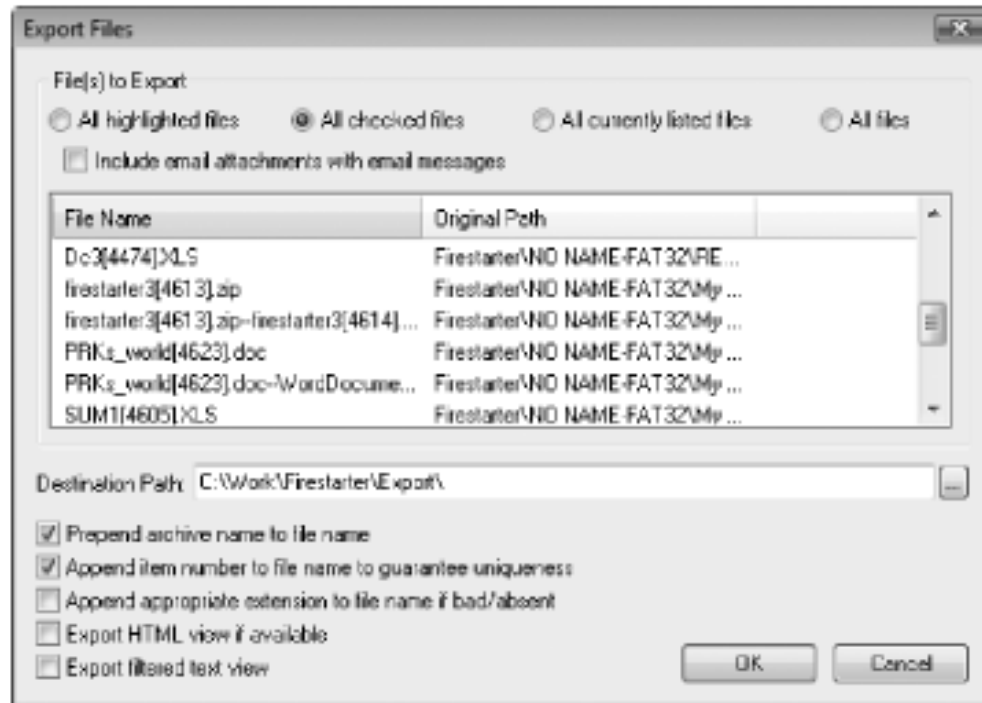 Export Files
File(s) to Export
All highlighted files All checked files All currently listed files All files
Include email attachments with email messages
File Name Original Path
Dc3[4474].XLS Firestarter\NO NAME-FAT32\RE...
firestarter3[4613].zip Firestarter\NO NAME-FAT32\My ...
firestarter3[4613].zip-firestarter3[4614].... Firestarter\NO NAME-FAT32\My ...
PRKs_world[4623].doc Firestarter\NO NAME-FAT32\My ...
PRKs_world[4623].doc-WordDocume... Firestarter\NO NAME-FAT32\My ...
SUM1[4605].XLS Firestarter\NO NAME-FAT32\My ...
Destination Path: C:\Work\Firestarter\Export\ ...
Prepend archive name to file name
Append item number to file name to guarantee uniqueness
Append appropriate extension to file name if bad/absent
Export HTML view if available
Export filtered text view
OK Cancel